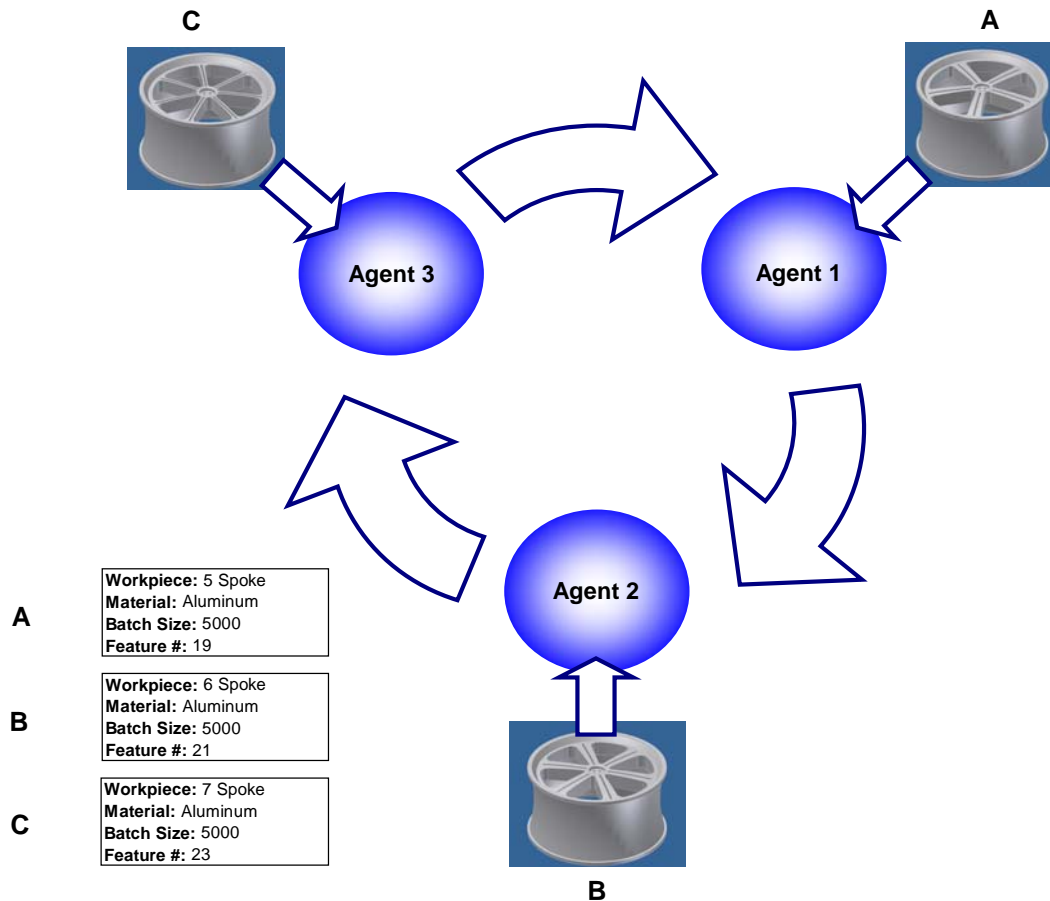 C
A
Agent 3
Agent 1
Agent 2
A
Workpiece: 5 Spoke
Material: Aluminum
Batch Size: 5000
Feature #: 19
B
Workpiece: 6 Spoke
Material: Aluminum
Batch Size: 5000
Feature #: 21
C
Workpiece: 7 Spoke
Material: Aluminum
Batch Size: 5000
Feature #: 23
B